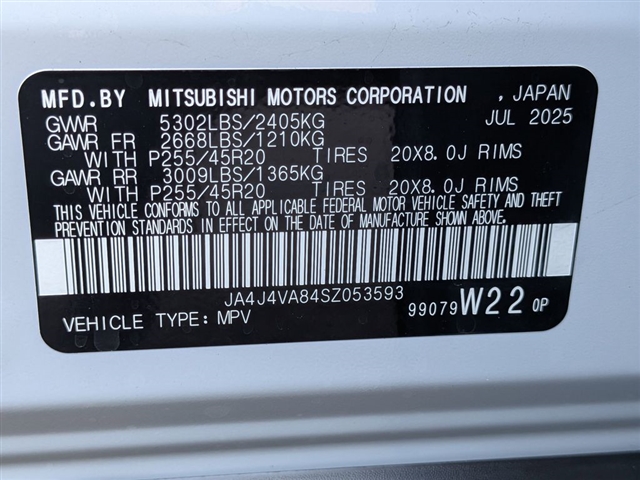 MFD.BY MITSUBISHI MOTORS CORPORATION , JAPAN
GVWR 5302LBS/2405KG JUL 2025
GAWR FR 2668LBS/1210KG
WITH P255/45R20 TIRES 20X8.0J RIMS
GAWR RR 3009LBS/1365KG
WITH P255/45R20 TIRES 20X8.0J RIMS
THIS VEHICLE CONFORMS TO ALL APPLICABLE FEDERAL MOTOR VEHICLE SAFETY AND THEFT
PREVENTION STANDARDS IN EFFECT ON THE DATE OF MANUFACTURE SHOWN ABOVE.
JA4J4VA84SZ053593
VEHICLE TYPE: MPV 99079 W22 0P